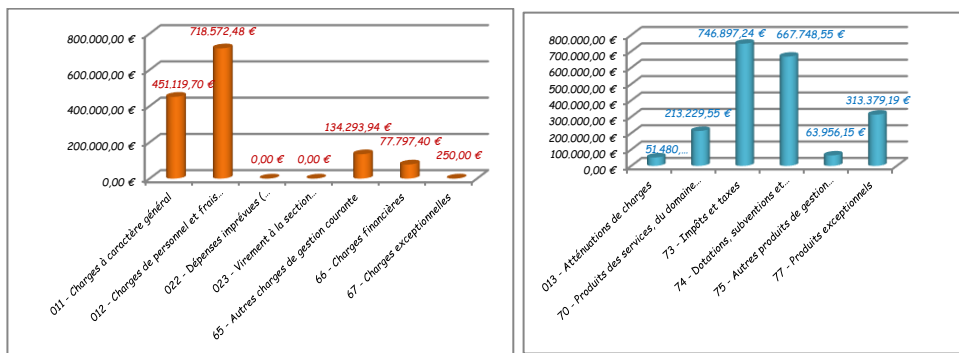 718.572,48 €
800.000,00 €
600.000,00 €
451.119,70 €
400.000,00 €
134.293,94 €
200.000,00 €
77.797,40 €
0,00 €
0,00 €
250,00 €
0,00 €
011 - Charges à caractère général
012 - Charges de personnel et frais...
022 - Dépenses imprévues (...
023 - Virement à la section...
65 - Autres charges de gestion courante
66 - Charges financières
67 - Charges exceptionnelles
746.897,24 €
667.748,55 €
800.000,00 €
700.000,00 €
600.000,00 €
500.000,00 €
400.000,00 €
313.379,19 €
300.000,00 €
213.229,55 €
200.000,00 €
63.956,15 €
100.000,00 €
51.480,...
0,00 €
013 - Atténuations de charges
70 - Produits des services, du domaine...
73 - Impôts et taxes
74 - Dotations, subventions et...
75 - Autres produits de gestion...
77 - Produits exceptionnels